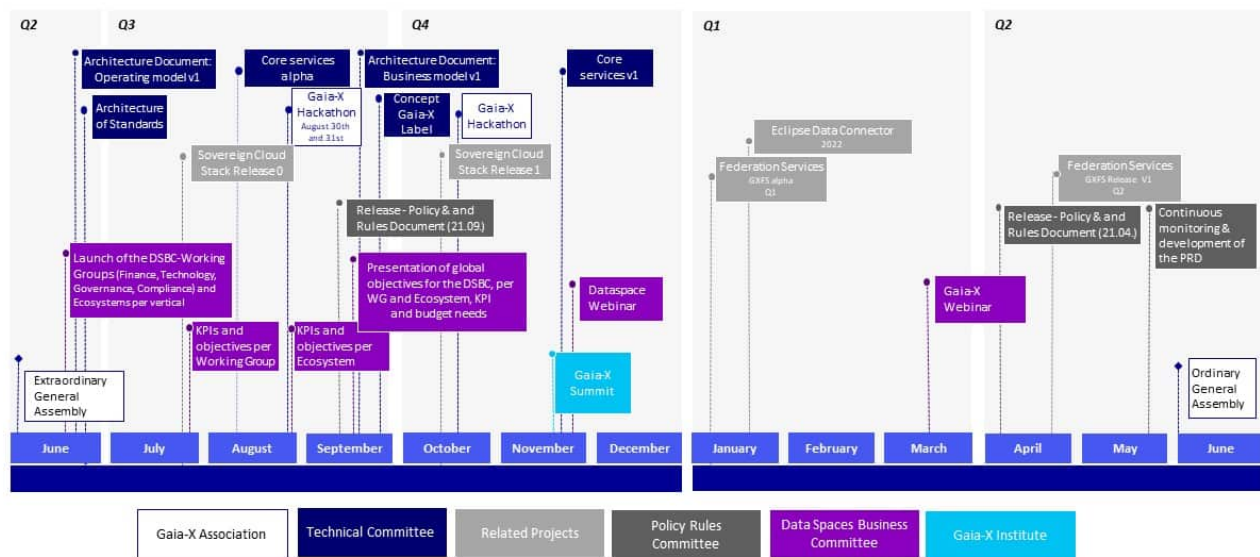 Q2
Q3
Q4
Q1
Q2
Architecture Document:
Operating model v1
Core services
alpha
Architecture Document:
Business model v1
Core
services v1
Architecture
of Standards
Gaia-X
Hackathon
August 30th
and 31st
Concept
Gaia-X
Label
Gaia-X
Hackathon
Eclipse Data Connector
2022
Sovereign Cloud
Stack Release 0
Sovereign Cloud
Stack Release 1
Federation Services
GXFS alpha
Q1
Federation Services
GXFS Release V1
Q2
Release - Policy & and
Rules Document (21.09.)
Release - Policy & and
Rules Document (21.04.)
Continuous
monitoring &
development of
the PRD
Launch of the DSBC-Working
Groups (Finance, Technology,
Governance, Compliance) and
Ecosystems per vertical
Presentation of global
objectives for the DSBC, per
WG and Ecosystem, KPI
and budget needs
Dataspace
Webinar
Gaia-X
Webinar
KPIs and
objectives per
Working Group
KPIs and
objectives per
Ecosystem
Extraordinary
General
Assembly
Gaia-X
Summit
Ordinary
General
Assembly
June
July
August
September
October
November
December
January
February
March
April
May
June
Gaia-X Association
Technical Committee
Related Projects
Policy Rules
Committee
Data Spaces Business
Committee
Gaia-X Institute